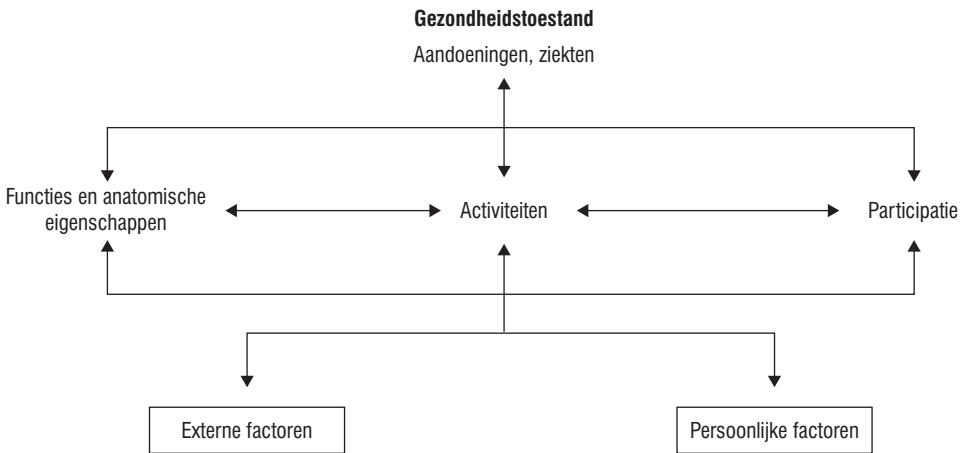 Gezondheidstoestand
Aandoeningen, ziekten
Functies en anatomische
eigenschappen
Activiteiten
Participatie
Externe factoren
Persoonlijke factoren